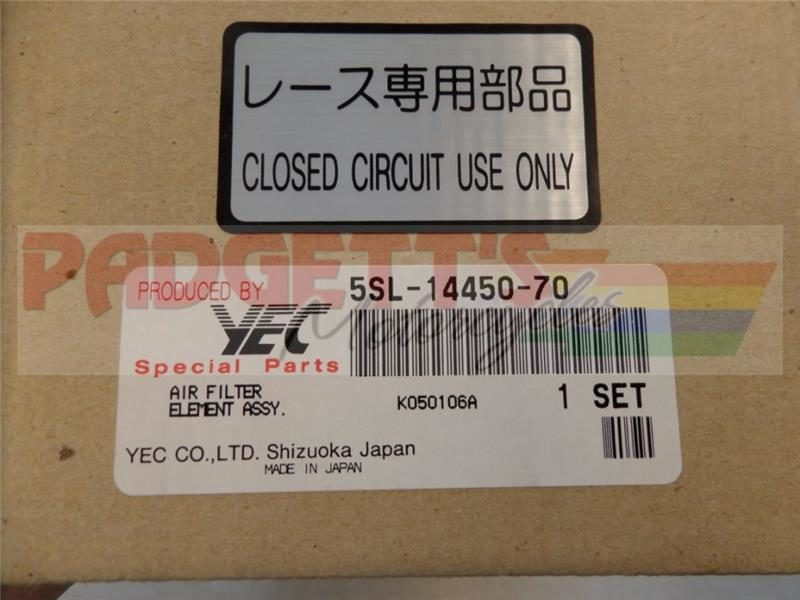 レース専用部品
CLOSED CIRCUIT USE ONLY
PADGETT'S
Motorcycles
PRODUCED BY
YEC
Special Parts
5SL-14450-70
AIR FILTER
ELEMENT ASSY.
K050106A
1 SET
YEC CO.,LTD. Shizuoka Japan
MADE IN JAPAN